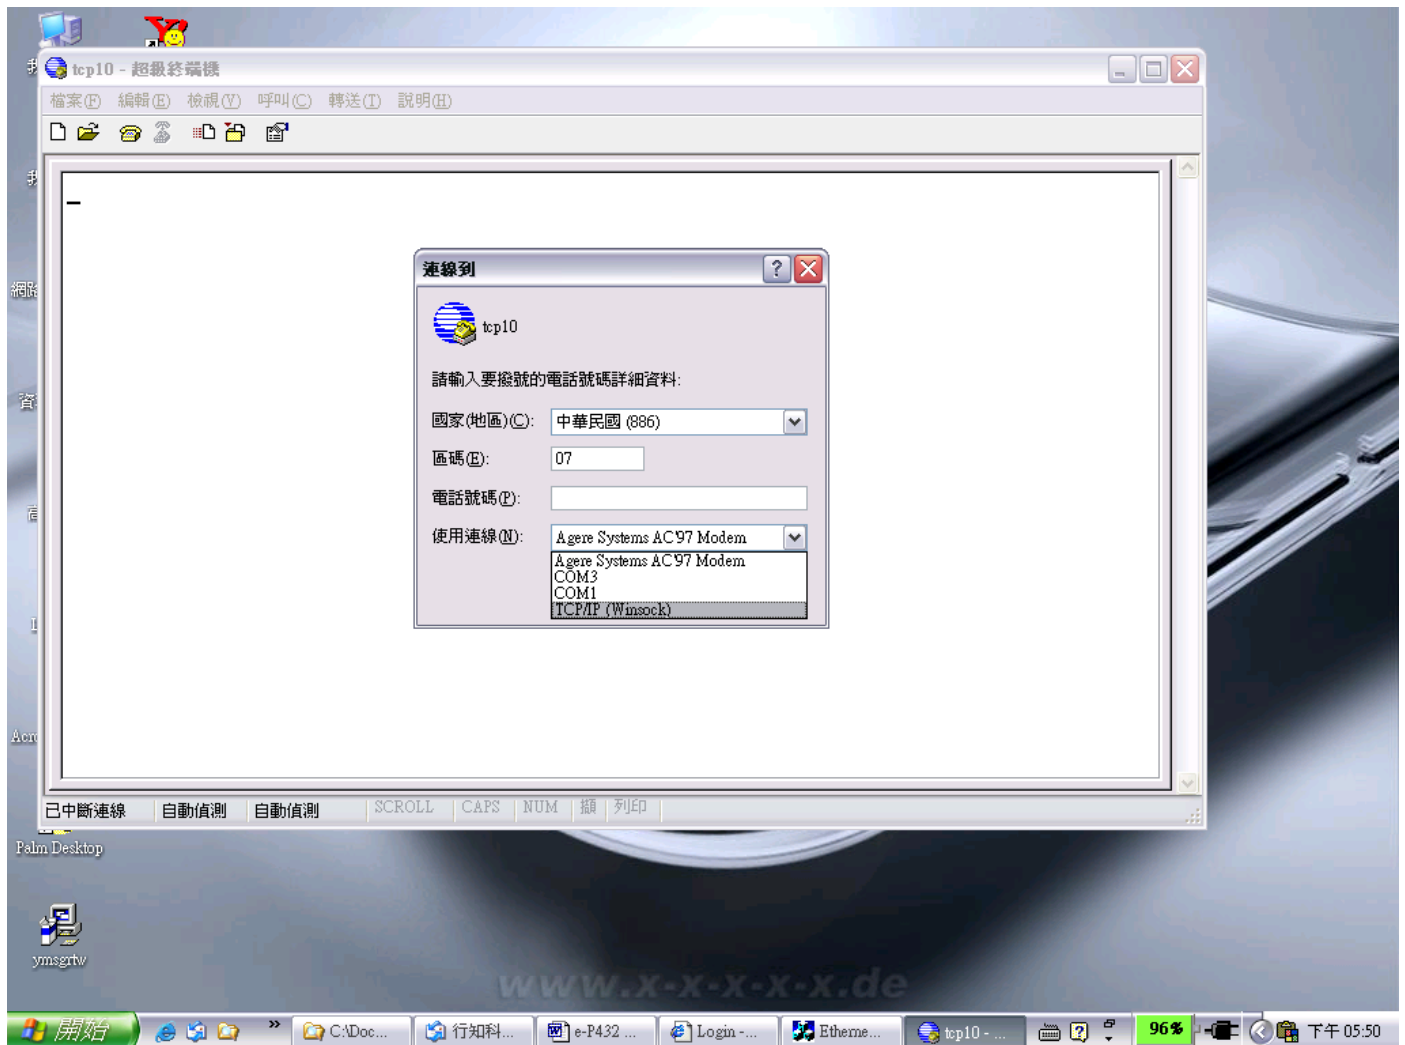 tcp10 - 超級終端機
檔案(F) 編輯(E) 檢視(V) 呼叫(C) 轉送(T) 說明(H)
連線到
tcp10
請輸入要撥號的電話號碼詳細資料:
國家(地區)(C): 中華民國 (886)
區碼(E): 07
電話號碼(P):
使用連線(N): Agere Systems AC'97 Modem
Agere Systems AC'97 Modem
COM3
COM1
TCP/IP (Winsock)
已中斷連線 自動偵測 自動偵測 SCROLL CAPS NUM 擷 列印
Palm Desktop
ymsgrtw
www.x-x-x-x-x.de
開始 » C:\Doc... 行知科... e-P432 ... Login -... Etherne... tcp10 - ... 96% 下午 05:50